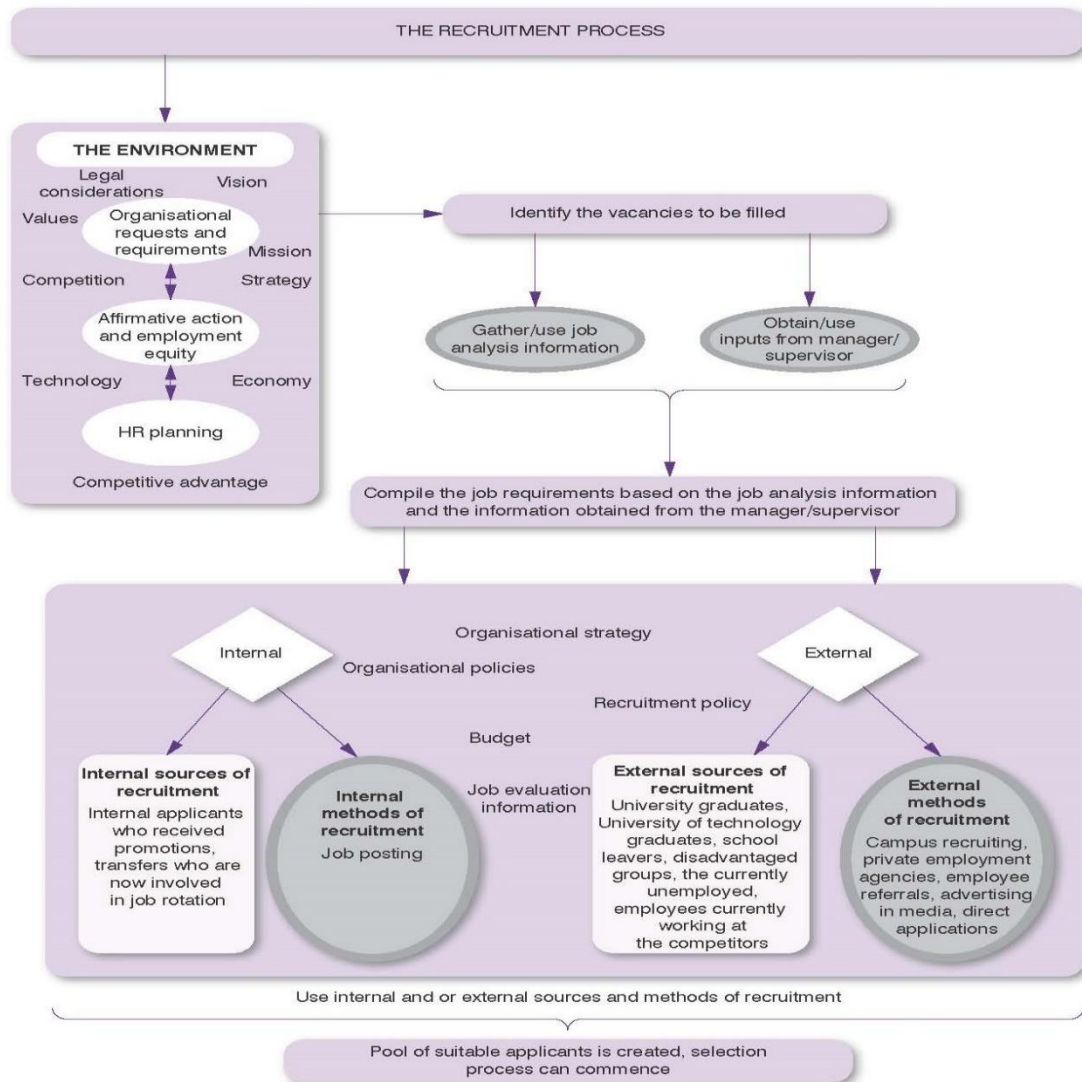 THE RECRUITMENT PROCESS
THE ENVIRONMENT
Legal
considerations
Vision
Values
Organisational
requests and
requirements
Mission
Competition
Strategy
Affirmative action
and employment
equity
Technology
Economy
HR planning
Competitive advantage
Identify the vacancies to be filled
Gather/use job
analysis information
Obtain/use
inputs from manager/
supervisor
Compile the job requirements based on the job analysis information
and the information obtained from the manager/supervisor
Internal
Organisational strategy
External
Organisational policies
Recruitment policy
Budget
Job evaluation
information
Internal sources of
recruitment
Internal applicants
who received
promotions,
transfers who are
now involved
in job rotation
Internal
methods of
recruitment
Job posting
External sources of
recruitment
University graduates,
University of technology
graduates, school
leavers, disadvantaged
groups, the currently
unemployed,
employees currently
working at
the competitors
External
methods
of recruitment
Campus recruiting,
private employment
agencies, employee
referrals, advertising
in media, direct
applications
Use internal and or external sources and methods of recruitment
Pool of suitable applicants is created, selection
process can commence